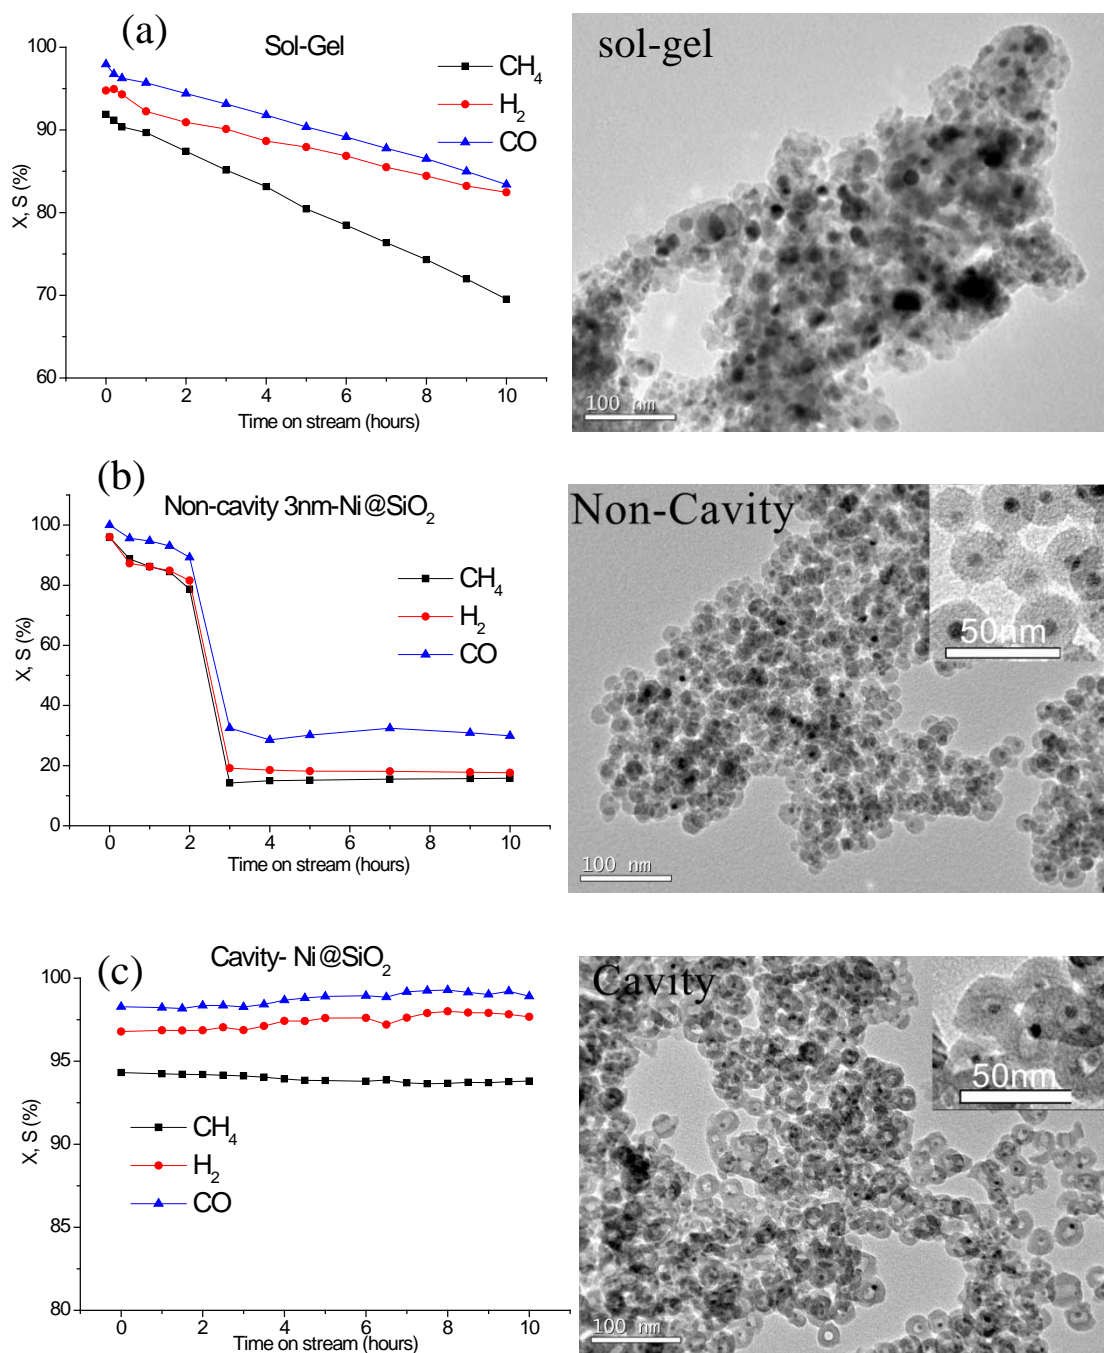 (a)
Sol-Gel
CH4
H2
CO
100
90
80
70
60
X, S (%)
0 2 4 6 8 10
Time on stream (hours)
sol-gel
100 nm
(b)
Non-cavity 3nm-Ni@SiO2
CH4
H2
CO
100
80
60
40
20
0
X, S (%)
0 2 4 6 8 10
Time on stream (hours)
Non-Cavity
50nm
100 nm
(c)
Cavity- Ni@SiO2
100
95
90
85
80
X, S (%)
CH4
H2
CO
0 2 4 6 8 10
Time on stream (hours)
Cavity
50nm
100 nm